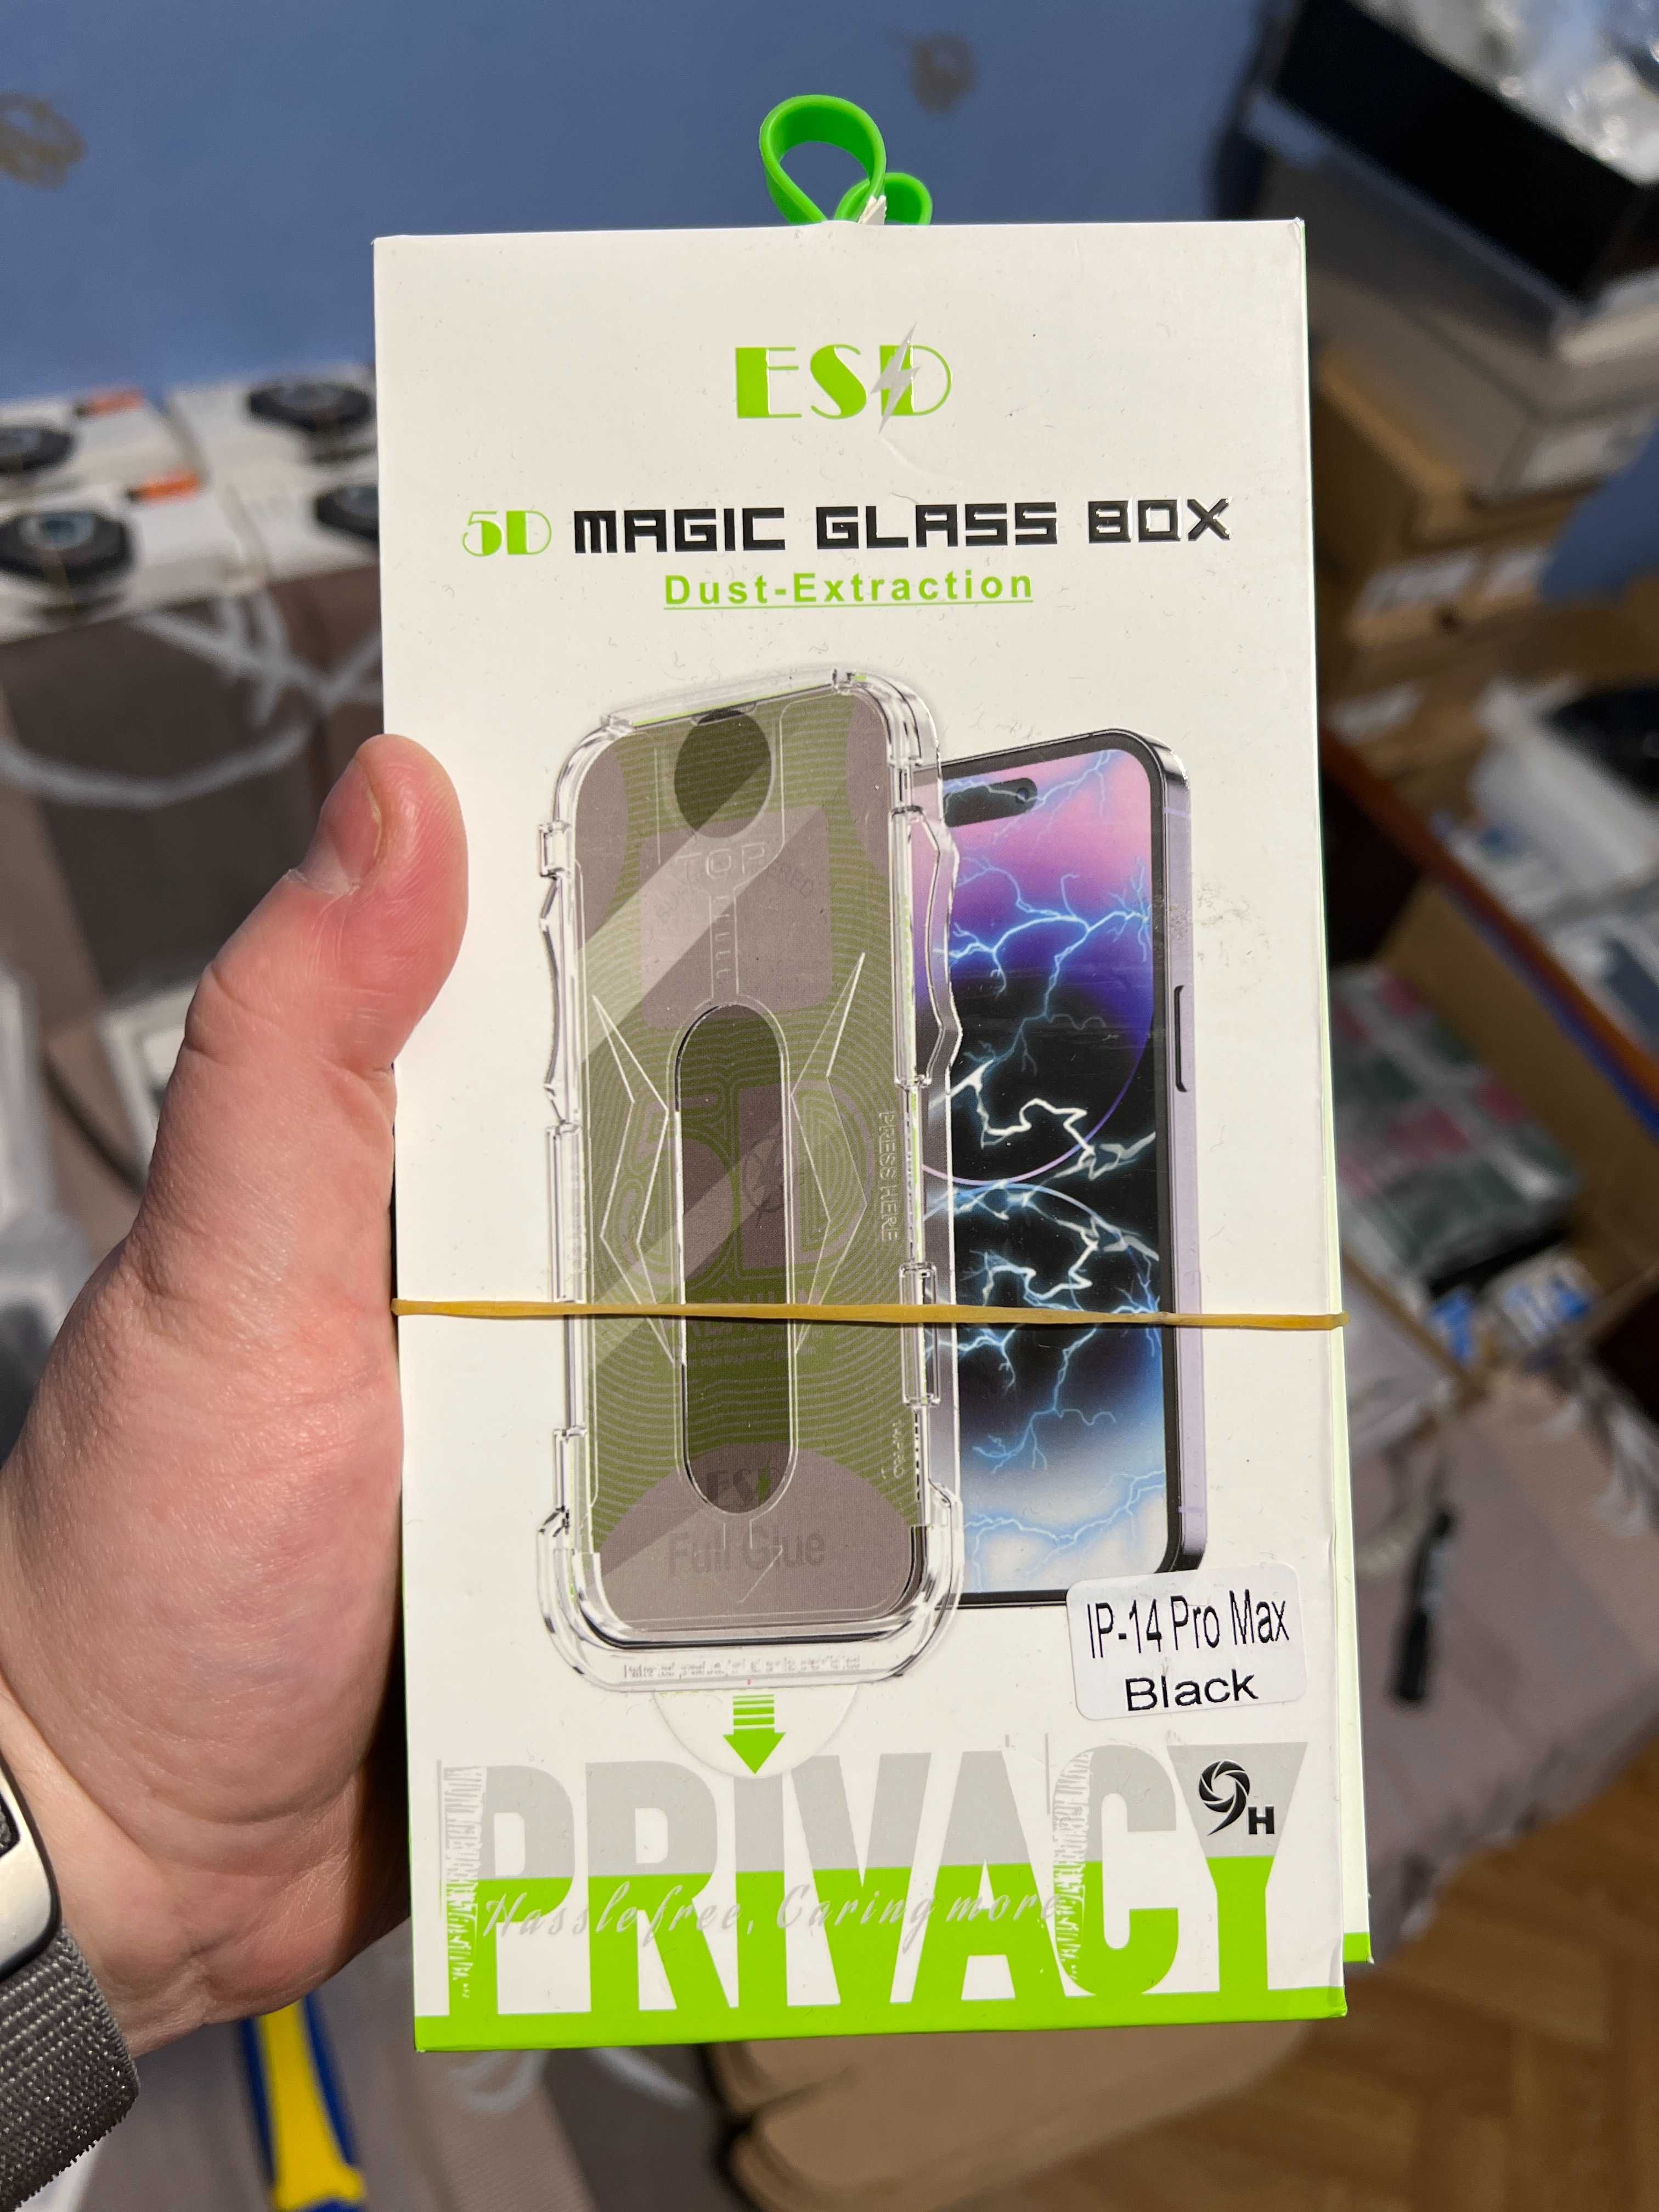 ESD
5D MAGIC GLASS BOX
Dust-Extraction
TOP
PRESS HERE
5D
ESD
Full Glue
IP-14 Pro Max
Black
PRIVACY
9H
Hassle free, Caring more